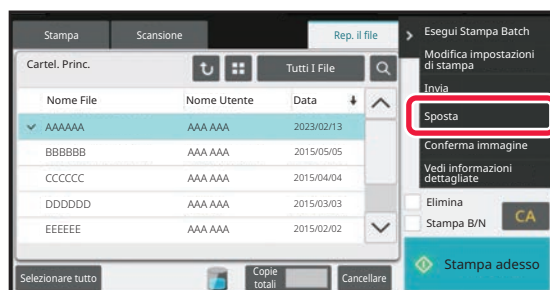 Stampa
Scansione
Rep. il file
Cartel. Princ.
Tutti I File
Nome File
Nome Utente
Data
AAAAAA
AAA AAA
2023/02/13
BBBBBB
AAA AAA
2015/05/05
CCCCCC
AAA AAA
2015/04/04
DDDDDD
AAA AAA
2015/03/03
EEEEEE
AAA AAA
2015/02/02
Selezionare tutto
Copie
totali
Cancellare
Esegui Stampa Batch
Modifica impostazioni
di stampa
Invia
Sposta
Conferma immagine
Vedi informazioni
dettagliate
Elimina
Stampa B/N
CA
Stampa adesso